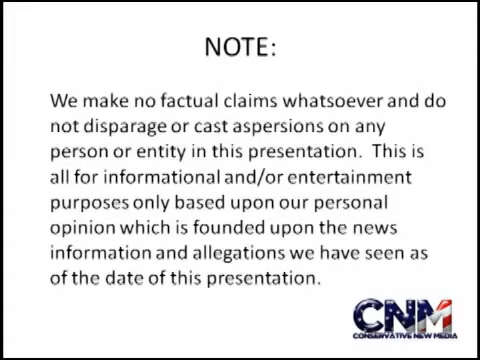 NOTE:
We make no factual claims whatsoever and do
not disparage or cast aspersions on any
person or entity in this presentation.  This is
all for informational and/or entertainment
purposes only based upon our personal
opinion which is founded upon the news
information and allegations we have seen as
of the date of this presentation.
CNM
CONSERVATIVE NEW MEDIA